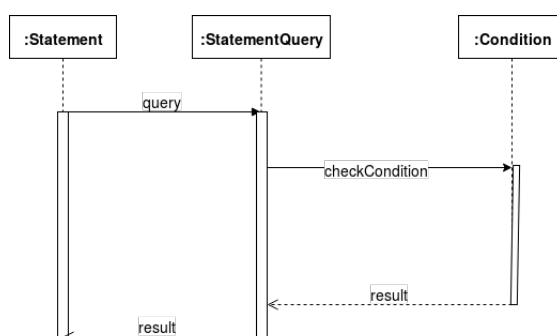 :Statement
:StatementQuery
:Condition
query
checkCondition
result
result